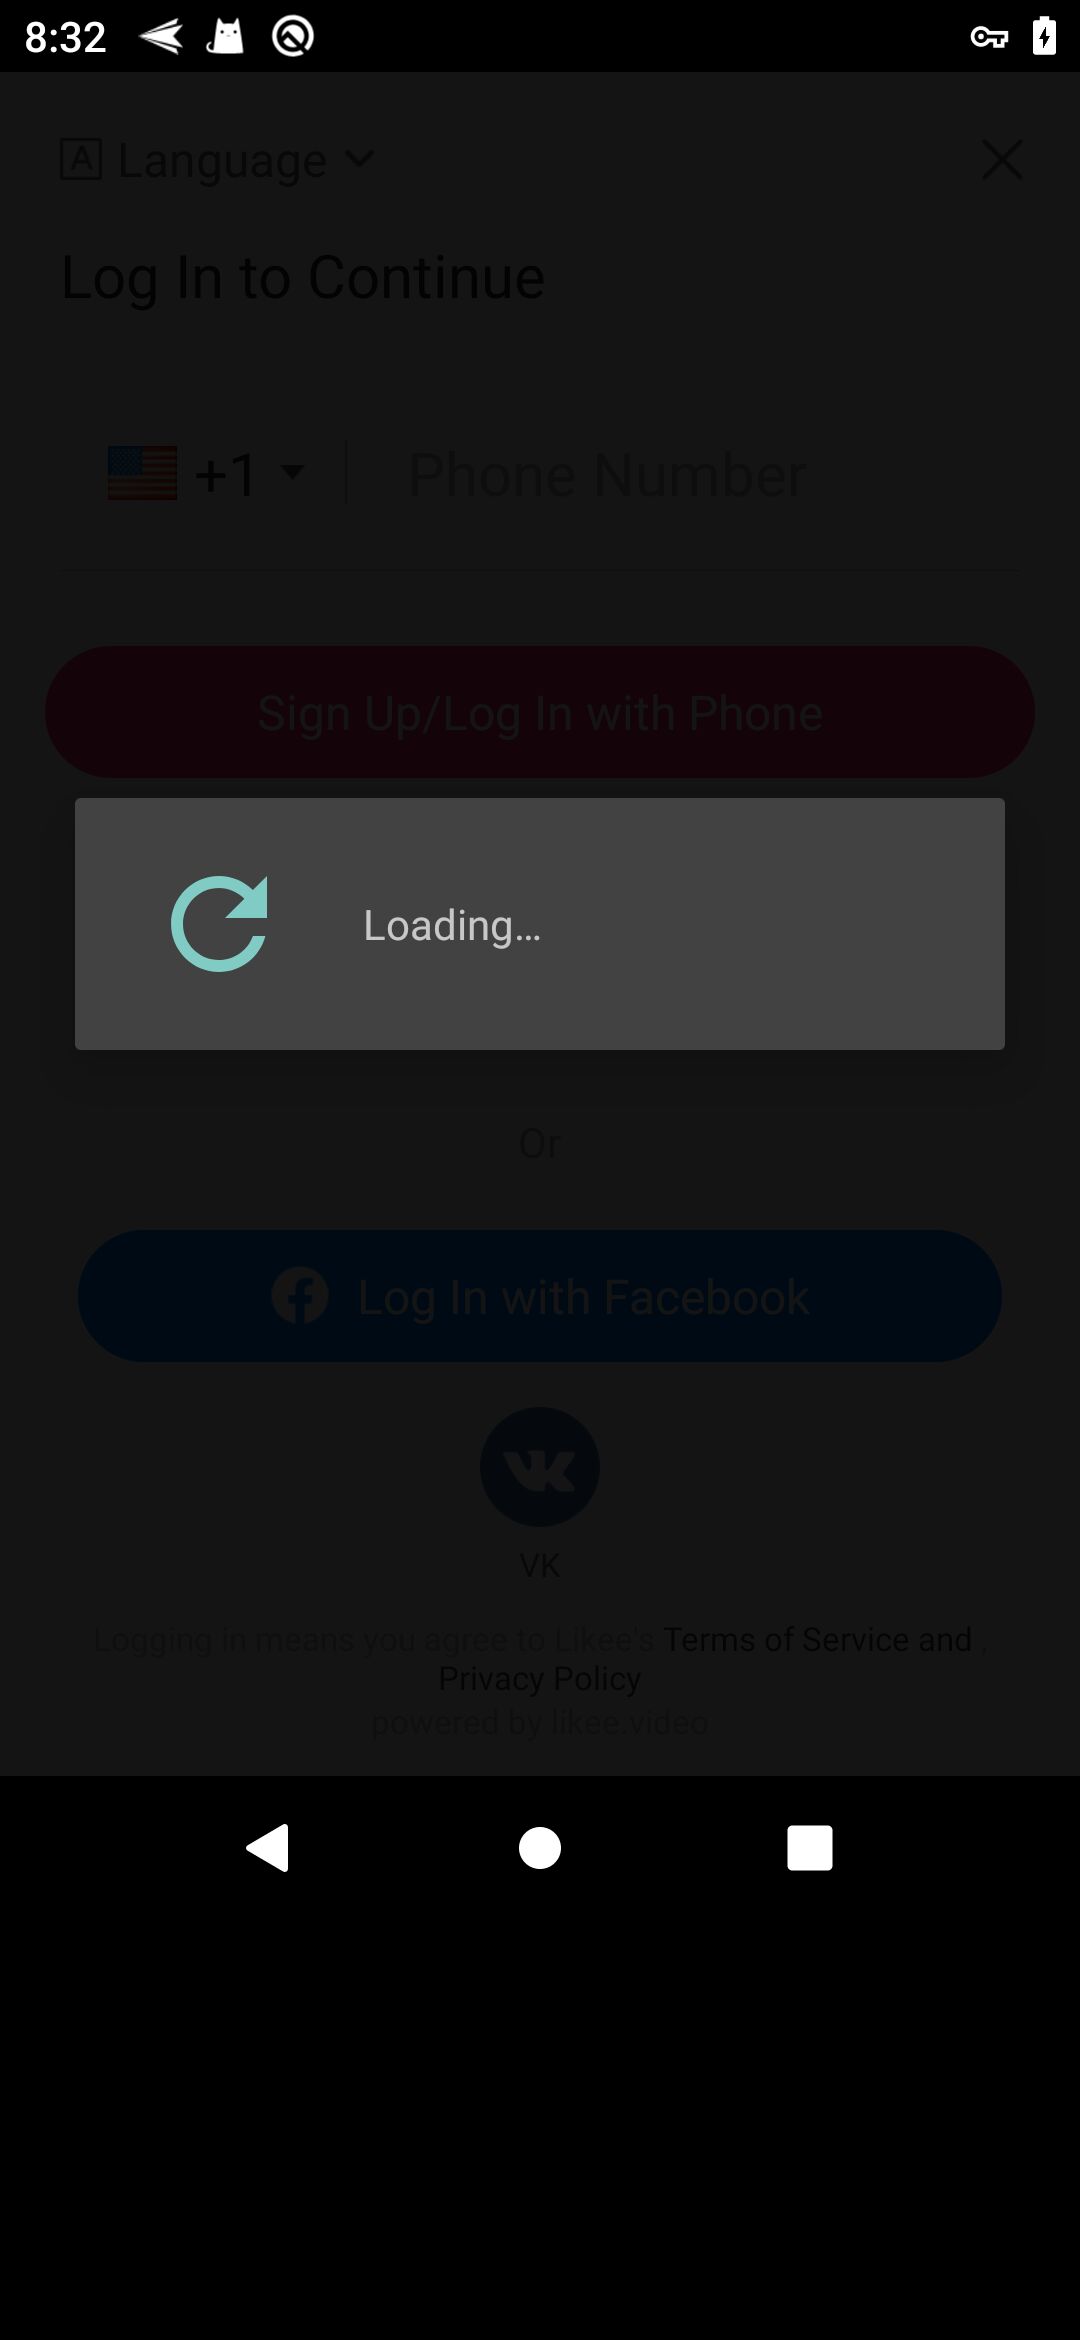 8:32
A Language
Log In to Continue
+1 Phone Number
Sign Up/Log In with Phone
Loading...
Or
Log In with Facebook
VK
Logging in means you agree to Likee's Terms of Service and ,
Privacy Policy
powered by likee.video